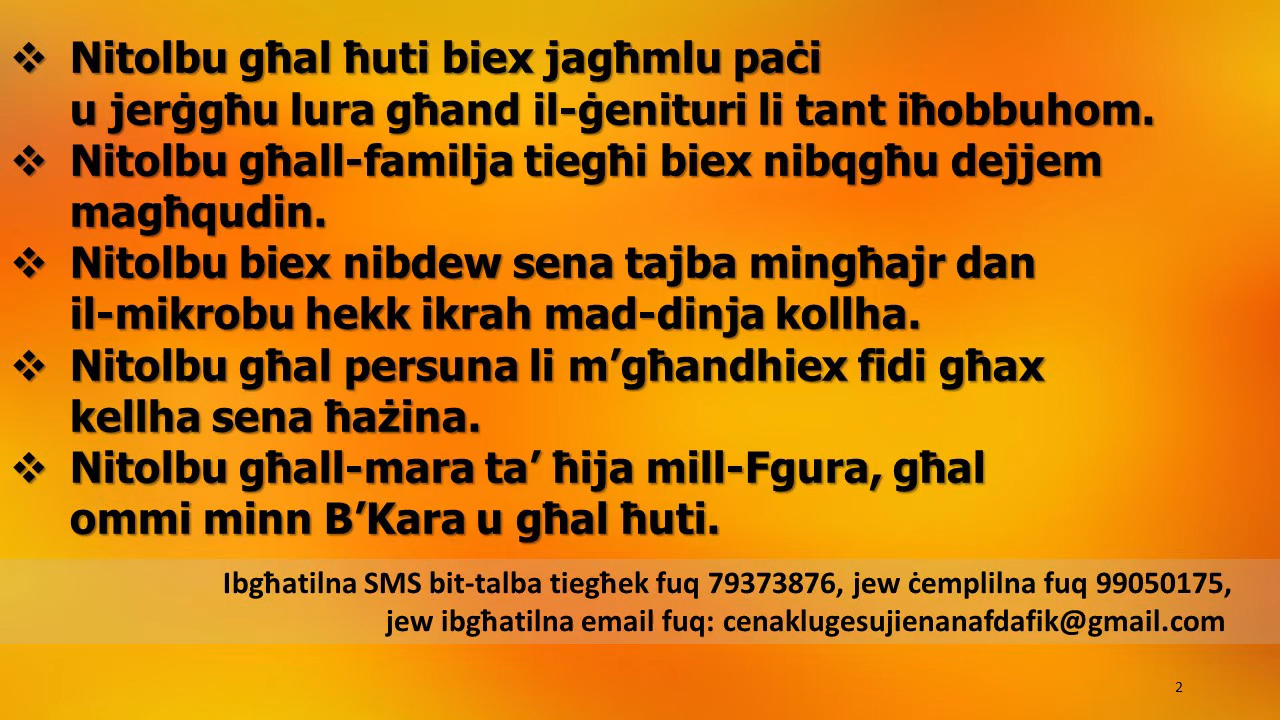 ❖ Nitolbu għal ħuti biex jagħmlu paċi
u jerġgħu lura għand il-ġenituri li tant iħobbuhom.
❖ Nitolbu għall-familja tiegħi biex nibqgħu dejjem
magħqudin.
❖ Nitolbu biex nibdew sena tajba mingħajr dan
il-mikrobu hekk ikrah mad-dinja kollha.
❖ Nitolbu għal persuna li m’għandhiex fidi għax
kellha sena ħażina.
❖ Nitolbu għall-mara ta’ ħija mill-Fgura, għal
ommi minn B’Kara u għal ħuti.
Ibgħatilna SMS bit-talba tiegħek fuq 79373876, jew ċemplilna fuq 99050175,
jew ibgħatilna email fuq: cenaklugesujienanafdafik@gmail.com
2